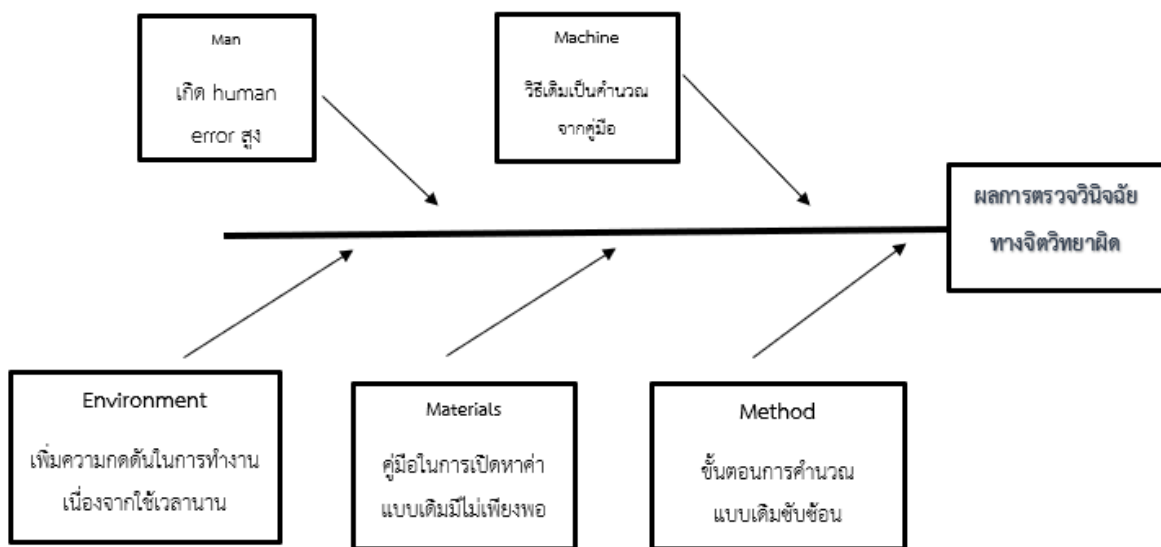 Man
เกิด human
error สูง
Machine
วิธีเดิมเป็นคำนวณ
จากคู่มือ
ผลการตรวจวินิจฉัย
ทางจิตวิทยาผิด
Environment
เพิ่มความกดดันในการทำงาน
เนื่องจากใช้เวลานาน
Materials
คู่มือในการเปิดหาค่า
แบบเดิมมีไม่เพียงพอ
Method
ขั้นตอนการคำนวณ
แบบเดิมซับซ้อน